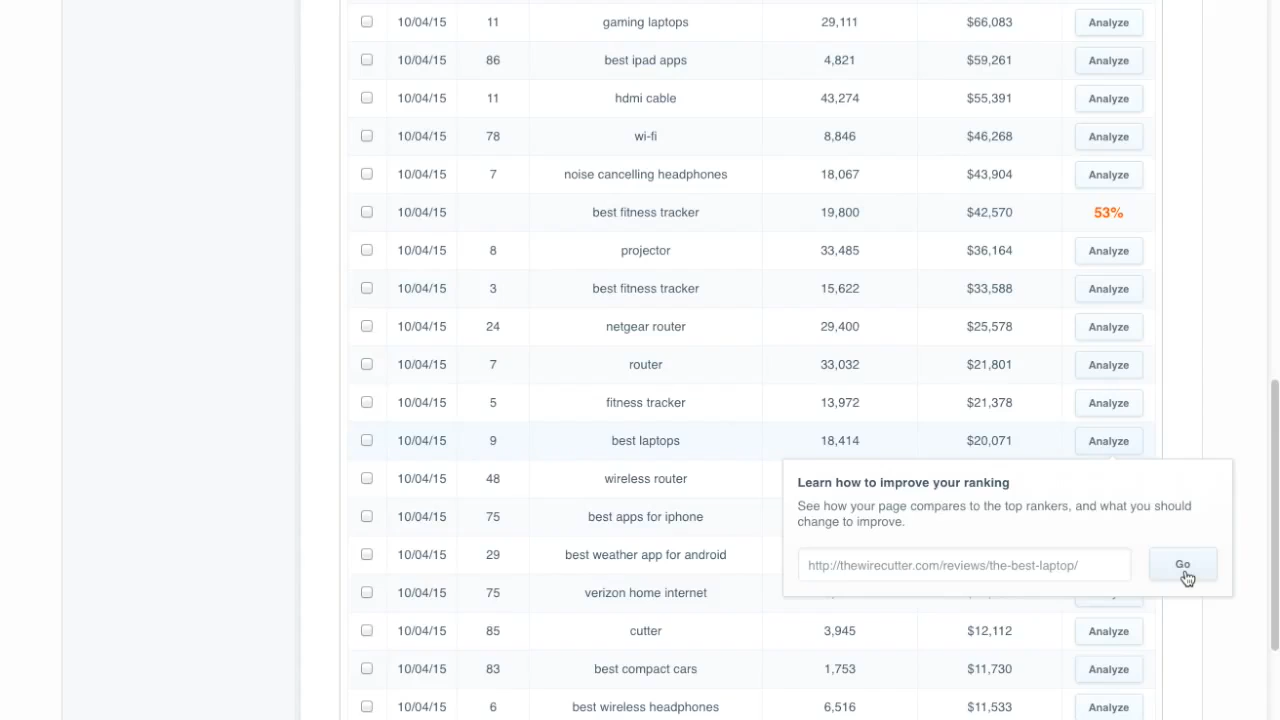 10/04/15 11 gaming laptops 29,111 $66,083 Analyze
10/04/15 86 best ipad apps 4,821 $59,261 Analyze
10/04/15 11 hdmi cable 43,274 $55,391 Analyze
10/04/15 78 wi-fi 8,846 $46,268 Analyze
10/04/15 7 noise cancelling headphones 18,067 $43,904 Analyze
10/04/15 best fitness tracker 19,800 $42,570 53%
10/04/15 8 projector 33,485 $36,164 Analyze
10/04/15 3 best fitness tracker 15,622 $33,588 Analyze
10/04/15 24 netgear router 29,400 $25,578 Analyze
10/04/15 7 router 33,032 $21,801 Analyze
10/04/15 5 fitness tracker 13,972 $21,378 Analyze
10/04/15 9 best laptops 18,414 $20,071 Analyze
10/04/15 48 wireless router
10/04/15 75 best apps for iphone
10/04/15 29 best weather app for android
10/04/15 75 verizon home internet
Learn how to improve your ranking
See how your page compares to the top rankers, and what you should
change to improve.
http://thewirecutter.com/reviews/the-best-laptop/ Go
10/04/15 85 cutter 3,945 $12,112 Analyze
10/04/15 83 best compact cars 1,753 $11,730 Analyze
10/04/15 6 best wireless headphones 6,516 $11,533 Analyze